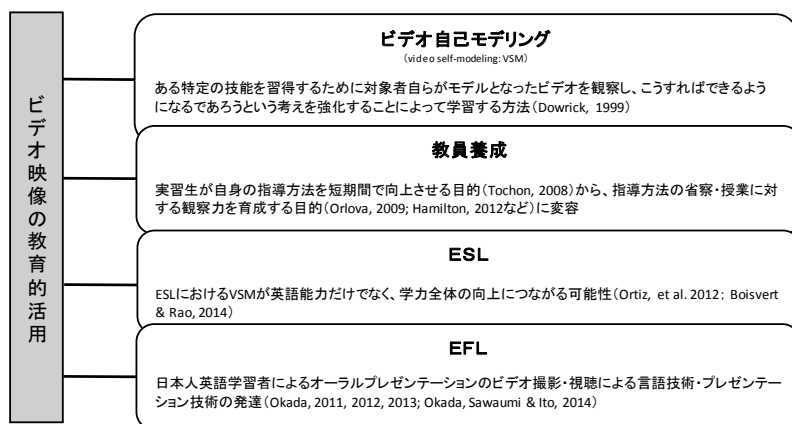 ビデオ映像の教育的活用
ビデオ自己モデリング
(video self-modeling: VSM)
ある特定の技能を習得するために対象者自らがモデルとなったビデオを観察し、こうすればできるよう
になるであろうという考えを強化することによって学習する方法(Dowrick, 1999)
教員養成
実習生が自身の指導方法を短期間で向上させる目的(Tochon, 2008)から、指導方法の省察・授業に対
する観察力を育成する目的(Orlova, 2009; Hamilton, 2012など)に変容
ESL
ESLにおけるVSMが英語能力だけでなく、学力全体の向上につながる可能性(Ortiz, et al. 2012; Boisvert
& Rao, 2014)
EFL
日本人英語学習者によるオーラルプレゼンテーションのビデオ撮影・視聴による言語技術・プレゼンテー
ション技術の発達(Okada, 2011, 2012, 2013; Okada, Sawaumi & Ito, 2014)